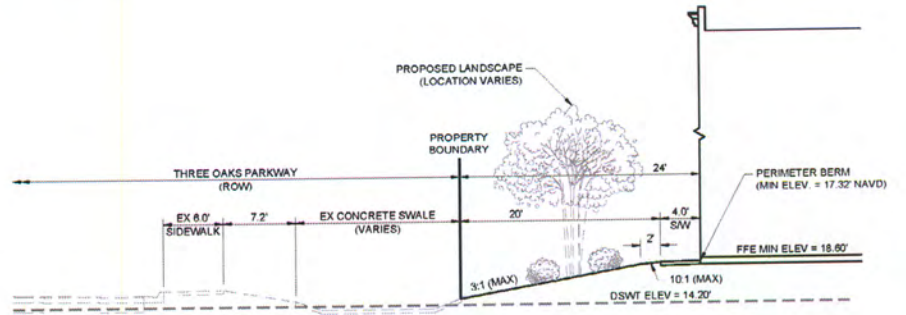 PROPOSED LANDSCAPE
(LOCATION VARIES)
PROPERTY
BOUNDARY
THREE OAKS PARKWAY
(ROW)
24'
PERIMETER BERM
(MIN ELEV. = 17.32' NAVD)
EX 6.0'
SIDEWALK
7.2'
EX CONCRETE SWALE
(VARIES)
20'
4.0'
S/W
2'
FFE MIN ELEV = 18.60'
3:1 (MAX)
10:1 (MAX)
DSWT ELEV = 14.20'